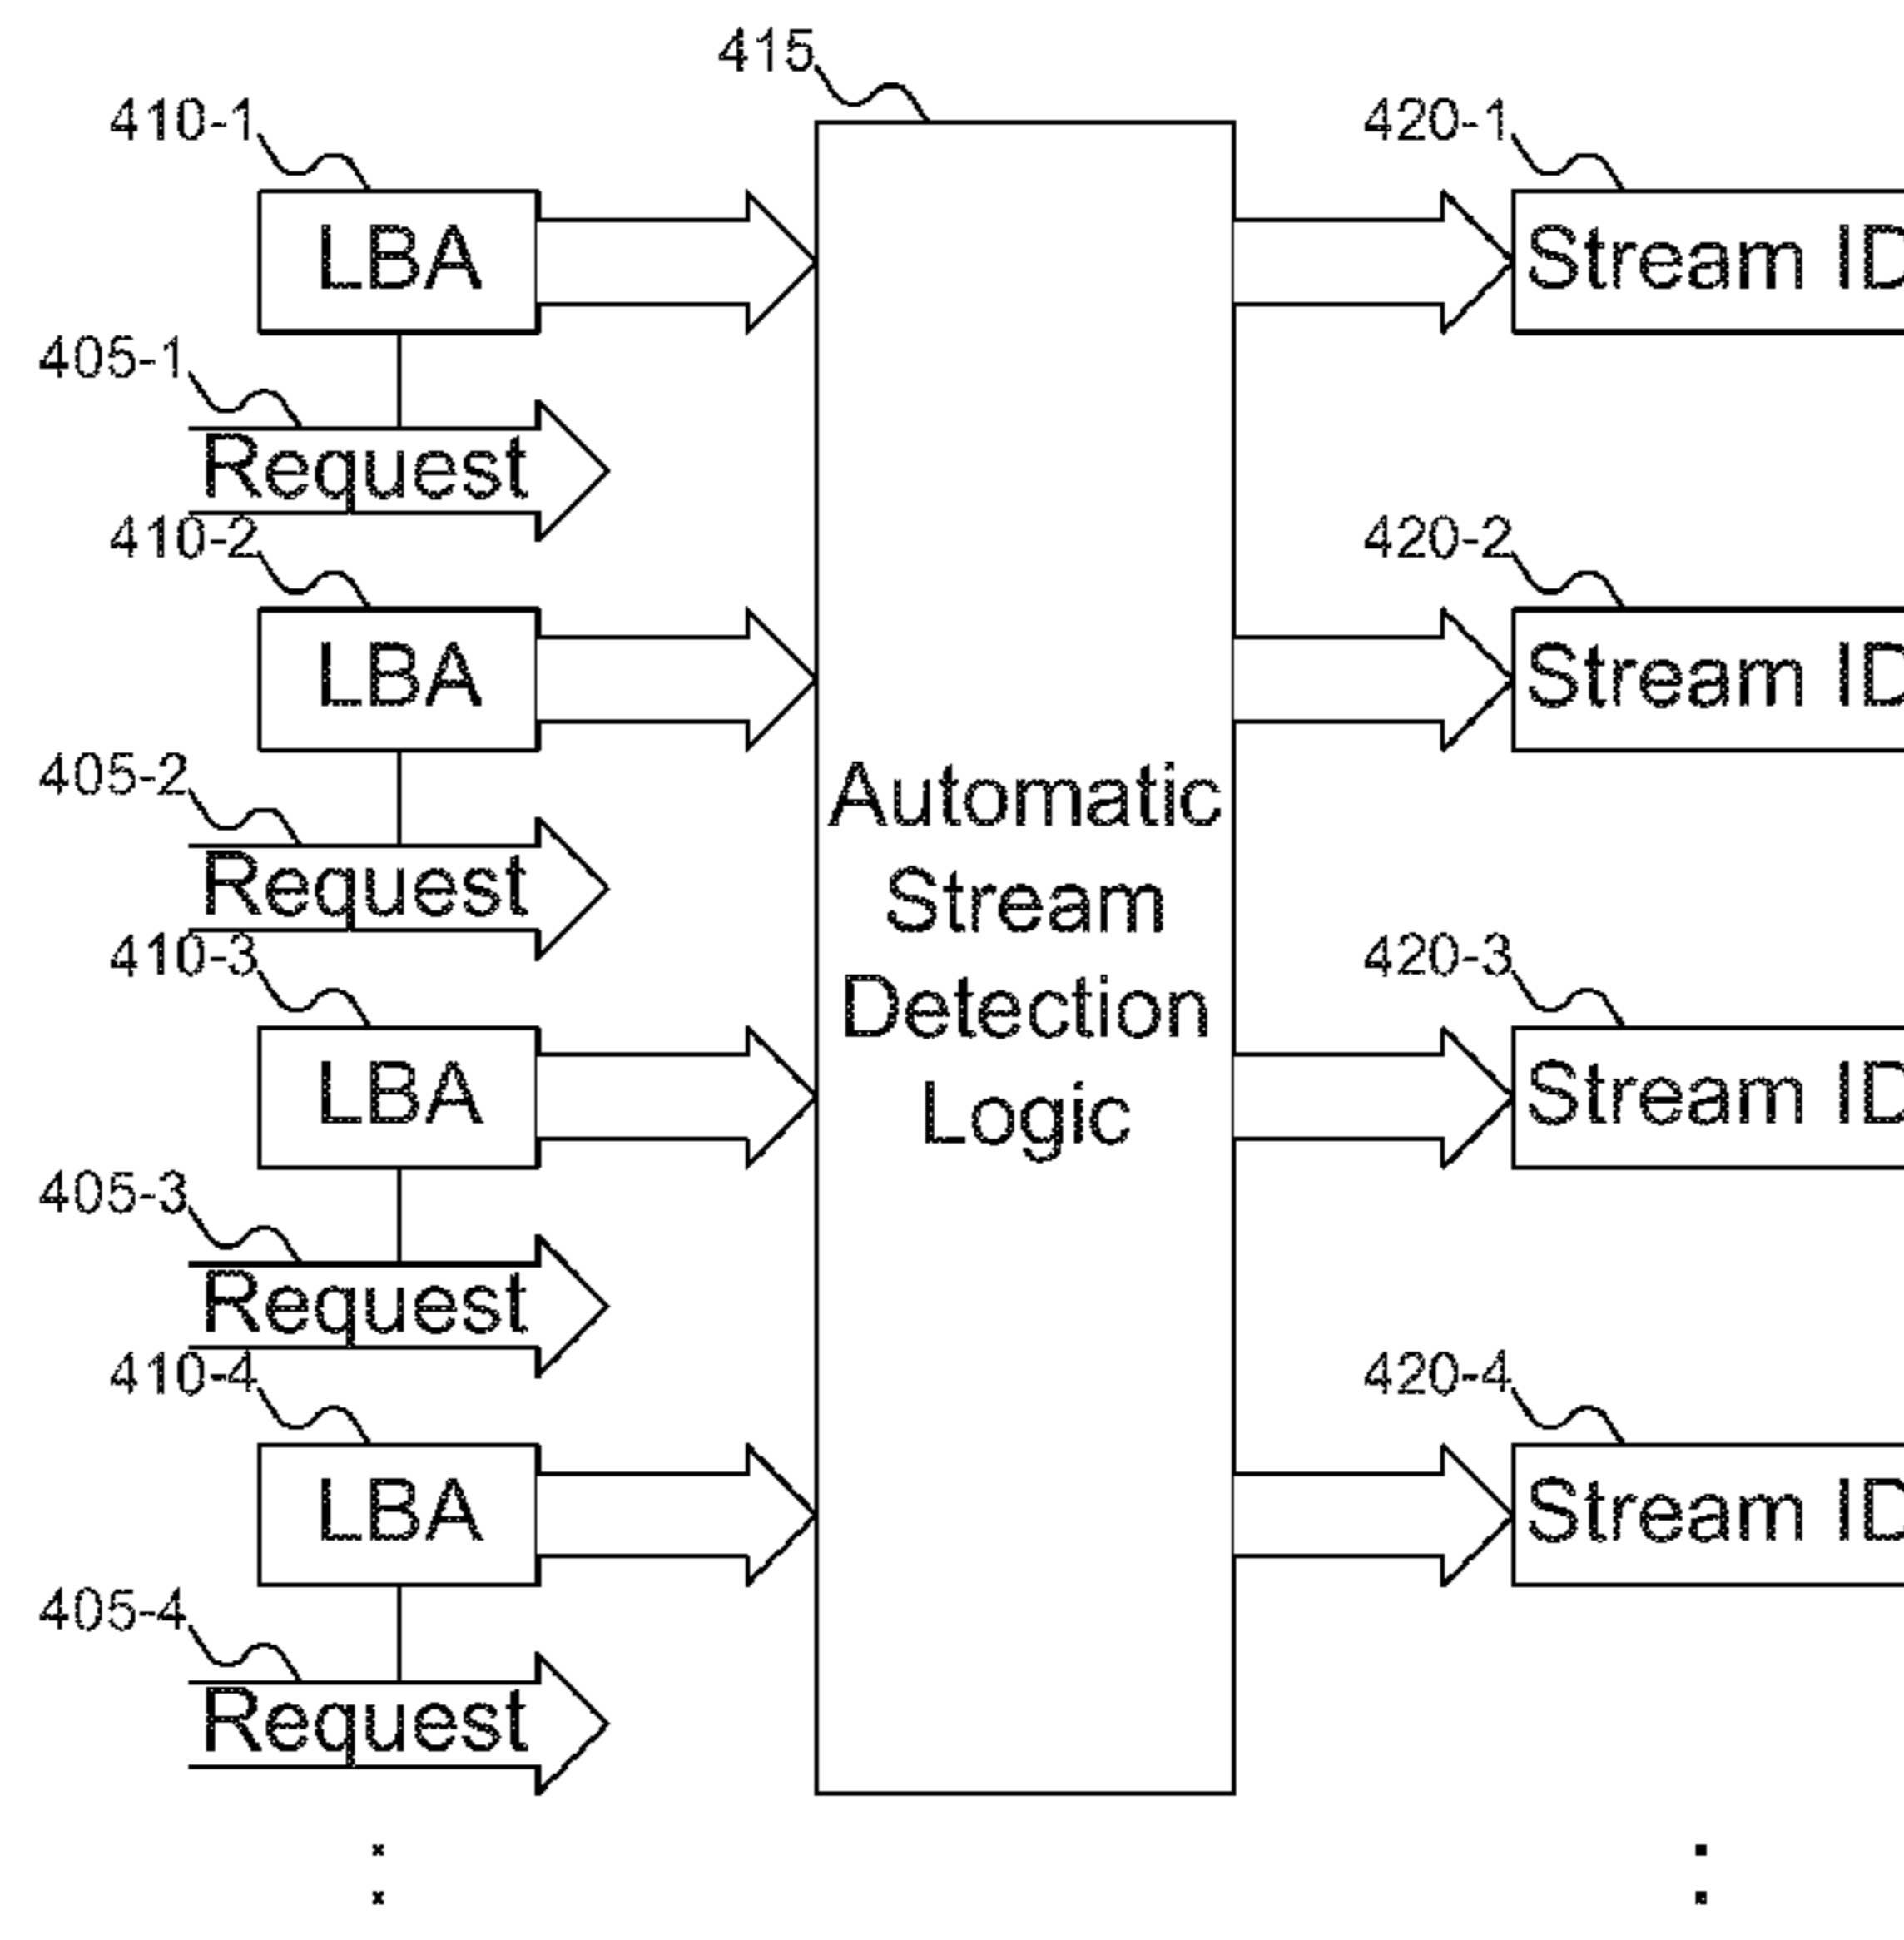 415
410-1
420-1
LBA
Stream ID
405-1
Request
410-2
420-2
LBA
Stream ID
405-2
Automatic
Request
Stream
410-3
420-3
Detection
LBA
Stream ID
Logic
405-3
Request
410-4
420-4
LBA
Stream ID
405-4
Request